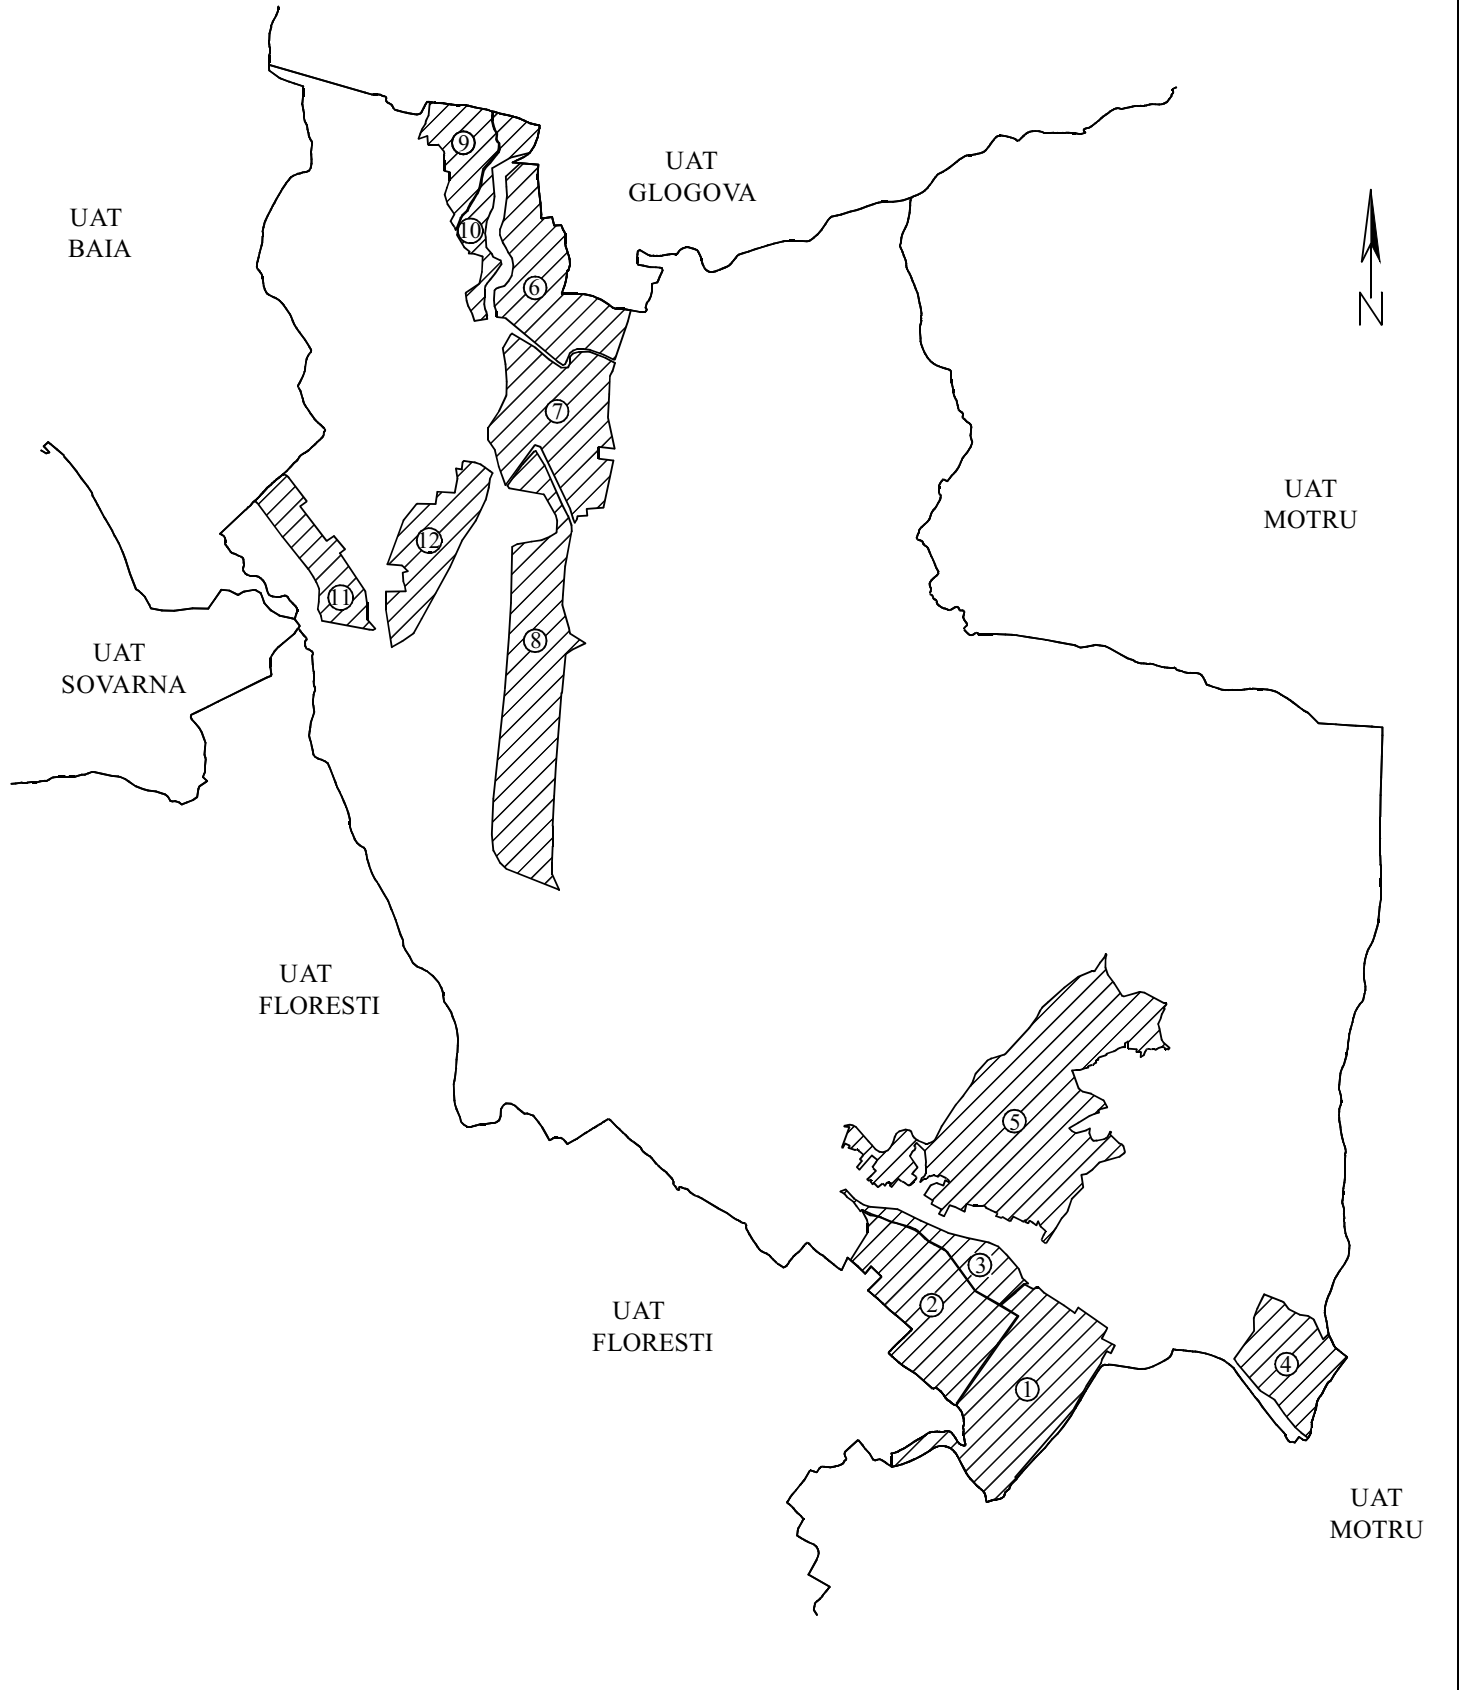 9
UAT
GLOGOVA
UAT
BAIA
10
6
N
7
UAT
MOTRU
12
11
8
UAT
SOVARNA
UAT
FLORESTI
5
3
2
UAT
FLORESTI
4
1
UAT
MOTRU